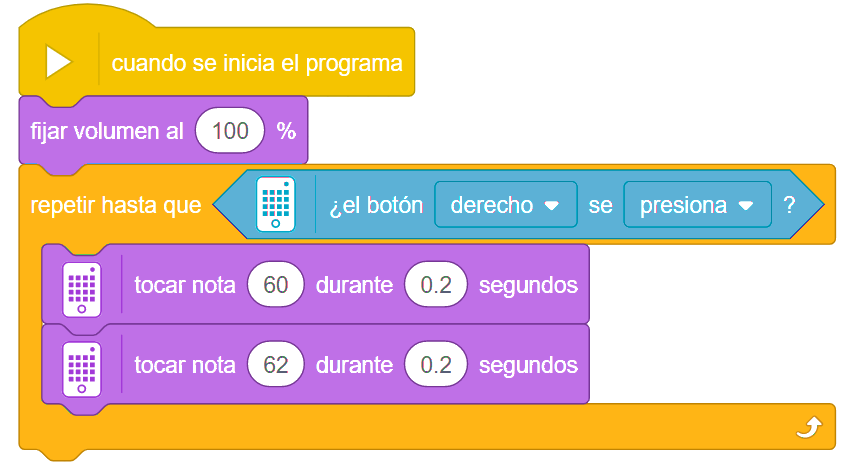 cuando se inicia el programa
fijar volumen al 100 %
repetir hasta que ¿el botón derecho se presiona ?
tocar nota 60 durante 0.2 segundos
tocar nota 62 durante 0.2 segundos